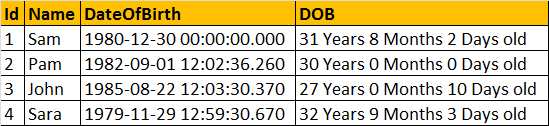 Id Name DateOfBirth DOB
1 Sam 1980-12-30 00:00:00.000 31 Years 8 Months 2 Days old
2 Pam 1982-09-01 12:02:36.260 30 Years 0 Months 0 Days old
3 John 1985-08-22 12:03:30.370 27 Years 0 Months 10 Days old
4 Sara 1979-11-29 12:59:30.670 32 Years 9 Months 3 Days old